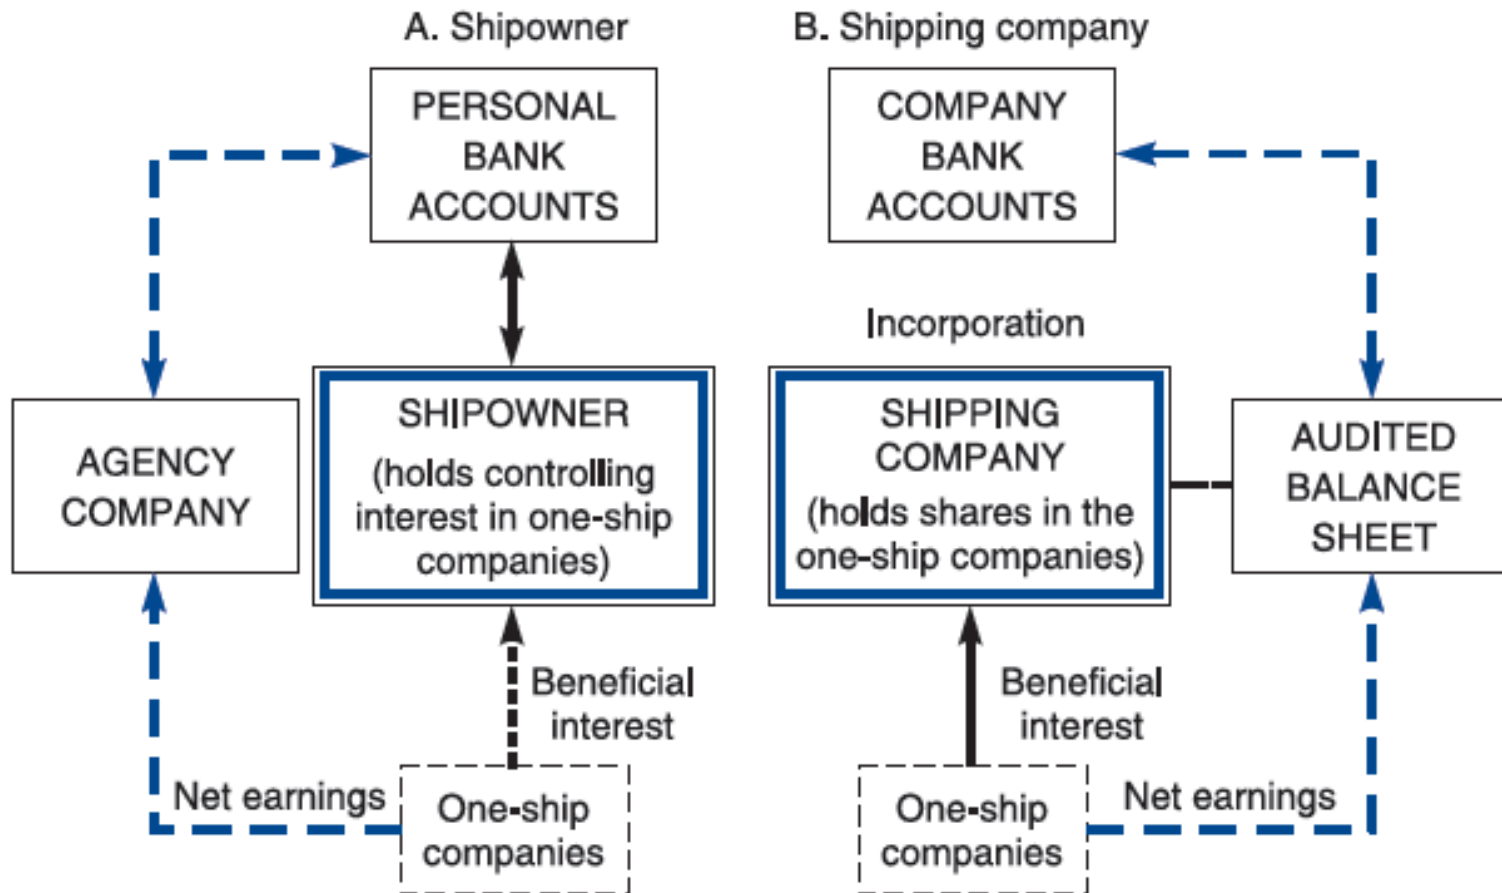 A. Shipowner
PERSONAL
BANK
ACCOUNTS
AGENCY
COMPANY
SHIPOWNER
(holds controlling
interest in one-ship
companies)
Beneficial
interest
Net earnings
One-ship
companies
B. Shipping company
COMPANY
BANK
ACCOUNTS
Incorporation
SHIPPING
COMPANY
(holds shares in the
one-ship companies)
AUDITED
BALANCE
SHEET
Beneficial
interest
One-ship
companies
Net earnings